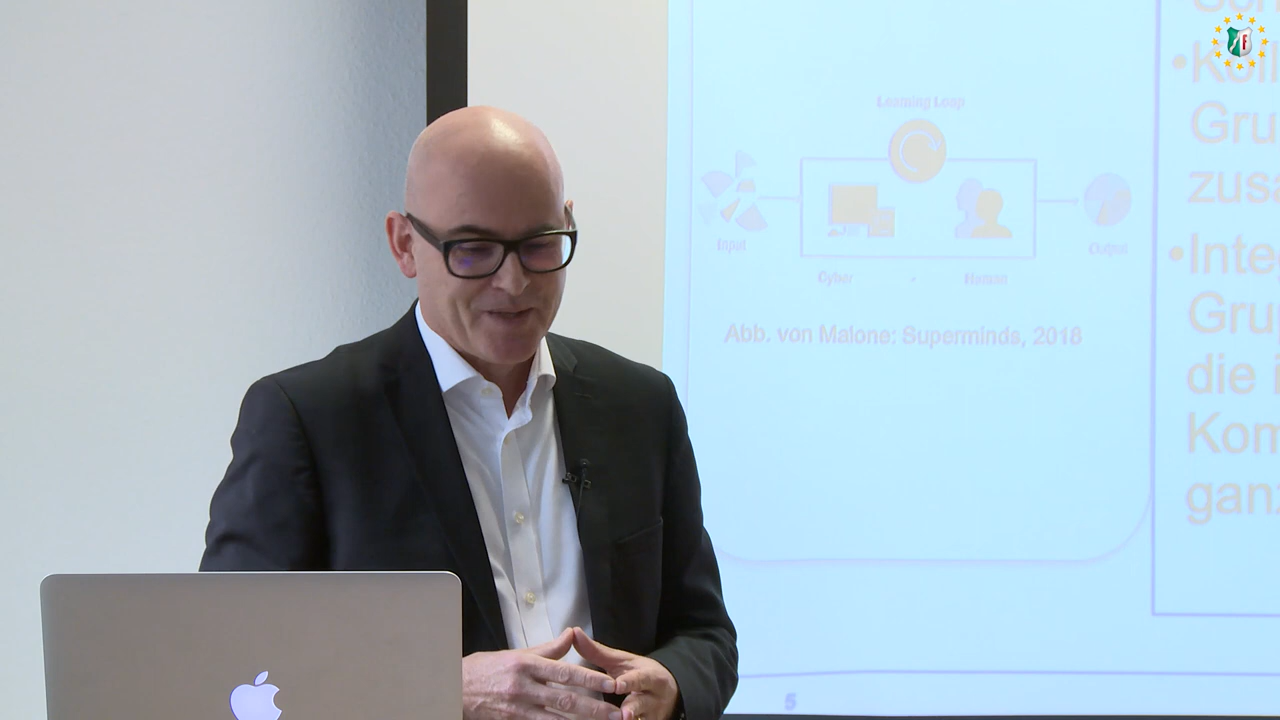 Learning Loop
Input
Output
Cyber
Human
Abb. von Malone: Superminds, 2018
Gru
zusa
•Inte
Gru
die
Kom
ganz
5
F